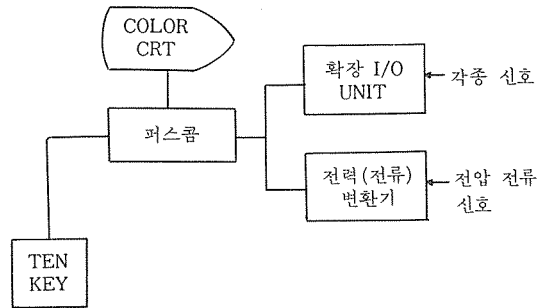 COLOR
CRT
확장 I/O
UNIT
각종 신호
퍼스콤
전력(전류)
변환기
전압 전류
신호
TEN
KEY